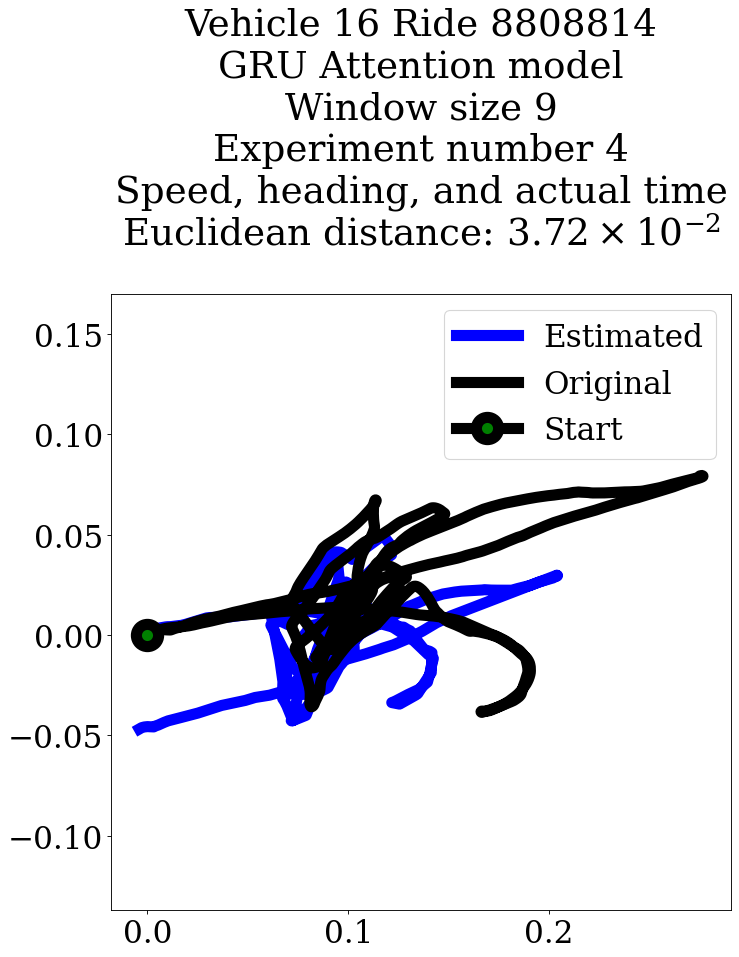 Vehicle 16 Ride 8808814
GRU Attention model
Window size 9
Experiment number 4
Speed, heading, and actual time
Euclidean distance: 3.72 × 10⁻²
Estimated
Original
Start
0.15
0.10
0.05
0.00
−0.05
−0.10
0.0 0.1 0.2